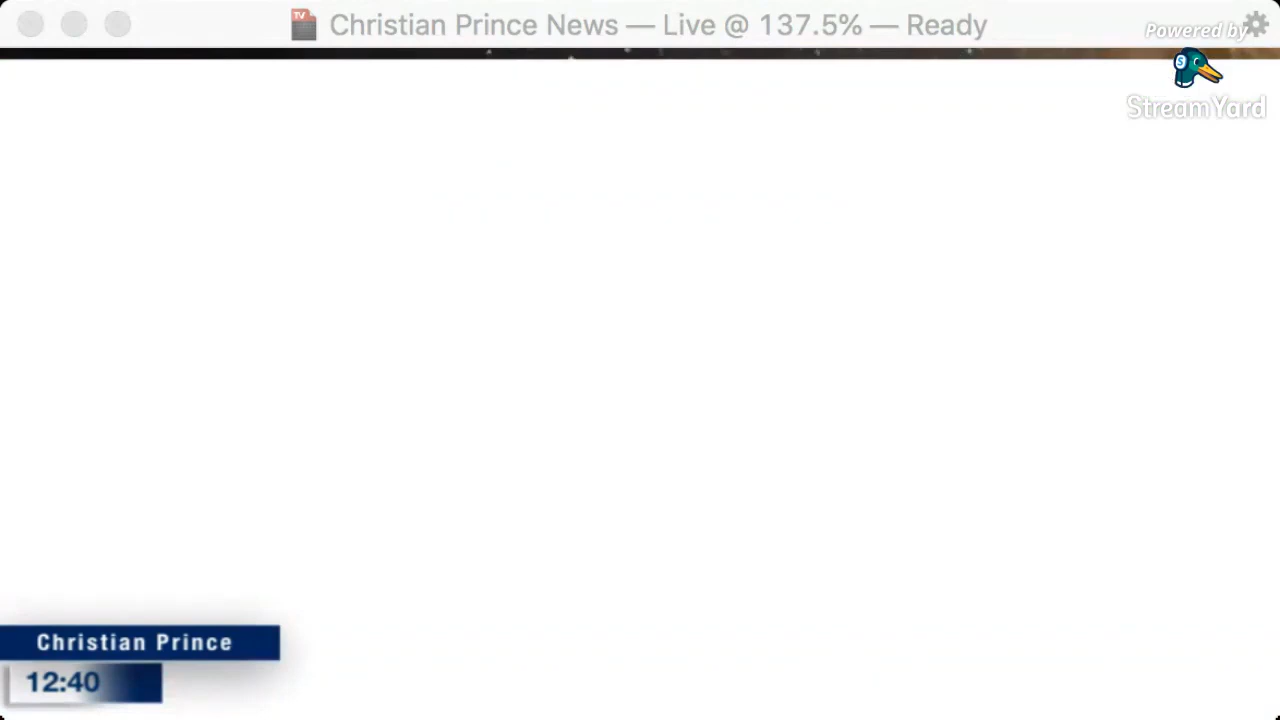 Christian Prince News — Live @ 137.5% — Ready
Powered by
StreamYard
Christian Prince
12:40